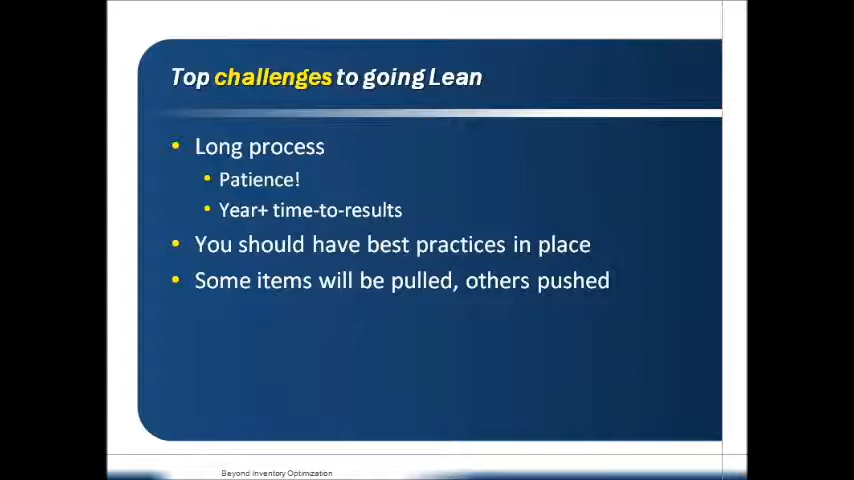 Top challenges to going Lean
Long process
Patience!
Year+ time-to-results
You should have best practices in place
Some items will be pulled, others pushed
Beyond Inventory Optimization